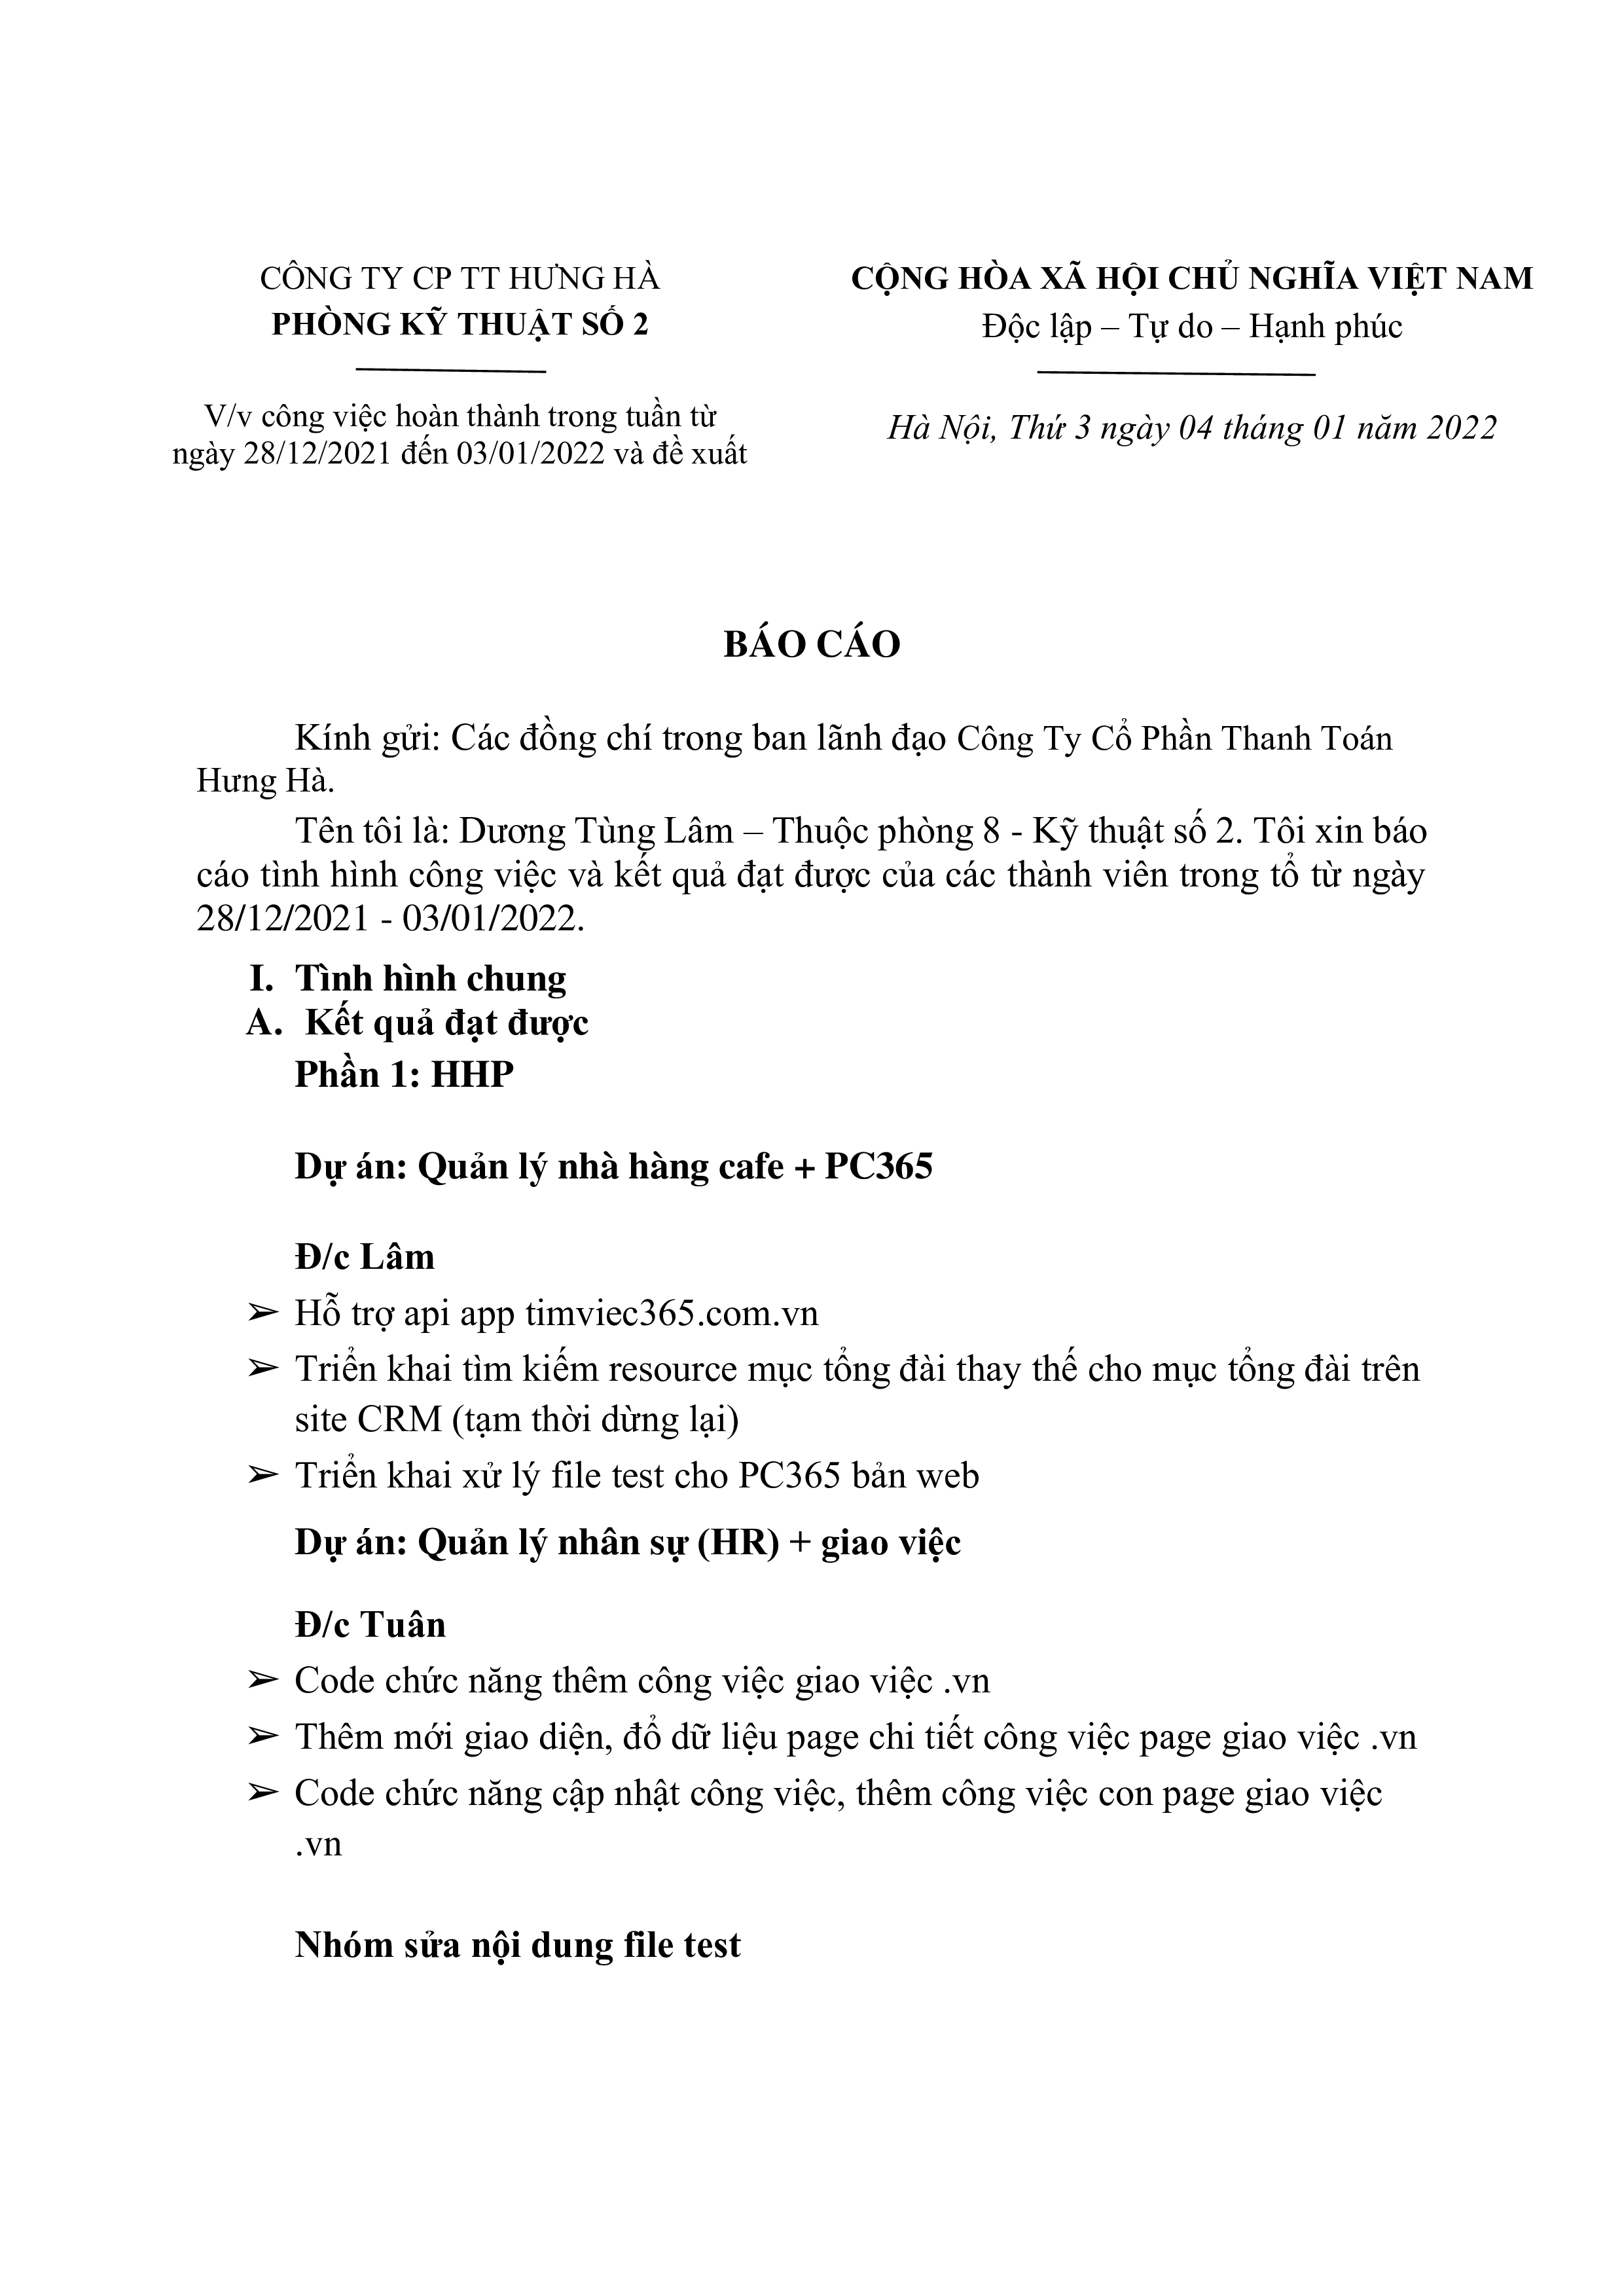 CÔNG TY CP TT HƯNG HÀ
PHÒNG KỸ THUẬT SỐ 2
V/v công việc hoàn thành trong tuần từ
ngày 28/12/2021 đến 03/01/2022 và đề xuất
CỘNG HÒA XÃ HỘI CHỦ NGHĨA VIỆT NAM
Độc lập – Tự do – Hạnh phúc
Hà Nội, Thứ 3 ngày 04 tháng 01 năm 2022
BÁO CÁO
Kính gửi: Các đồng chí trong ban lãnh đạo Công Ty Cổ Phần Thanh Toán
Hưng Hà.
Tên tôi là: Dương Tùng Lâm – Thuộc phòng 8 - Kỹ thuật số 2. Tôi xin báo
cáo tình hình công việc và kết quả đạt được của các thành viên trong tổ từ ngày
28/12/2021 - 03/01/2022.
I. Tình hình chung
A. Kết quả đạt được
Phần 1: HHP
Dự án: Quản lý nhà hàng cafe + PC365
Đ/c Lâm
➢ Hỗ trợ api app timviec365.com.vn
➢ Triển khai tìm kiếm resource mục tổng đài thay thế cho mục tổng đài trên
site CRM (tạm thời dừng lại)
➢ Triển khai xử lý file test cho PC365 bản web
Dự án: Quản lý nhân sự (HR) + giao việc
Đ/c Tuân
➢ Code chức năng thêm công việc giao việc .vn
➢ Thêm mới giao diện, đổ dữ liệu page chi tiết công việc page giao việc .vn
➢ Code chức năng cập nhật công việc, thêm công việc con page giao việc
.vn
Nhóm sửa nội dung file test